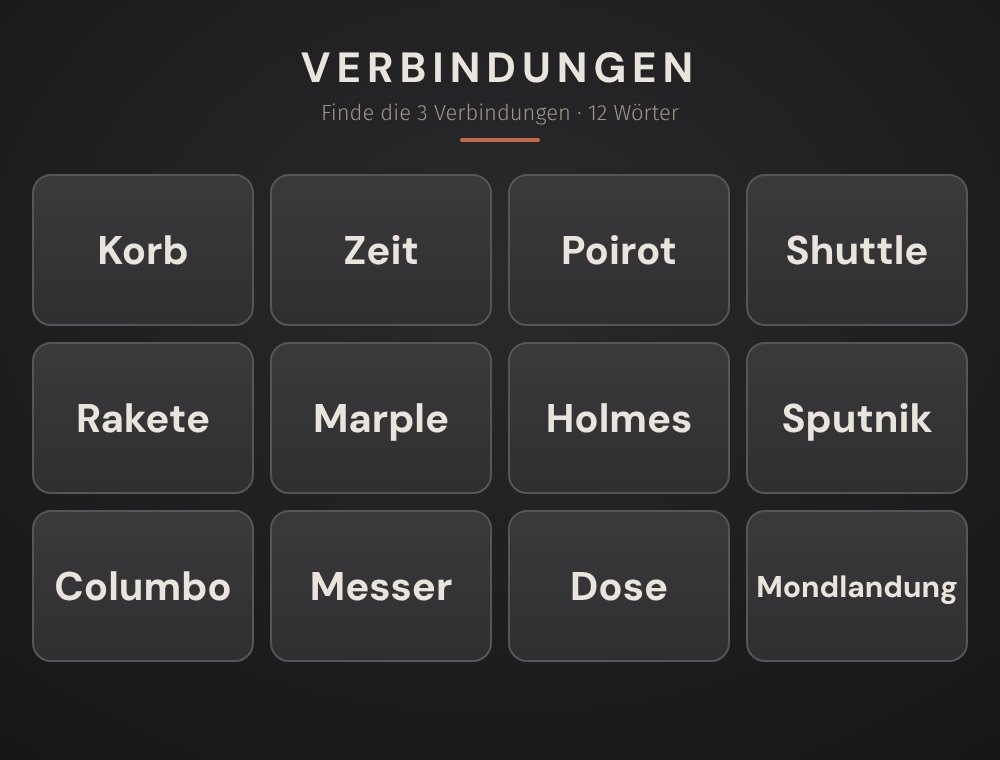 VERBINDUNGEN
Finde die 3 Verbindungen · 12 Wörter
Korb
Zeit
Poirot
Shuttle
Rakete
Marple
Holmes
Sputnik
Columbo
Messer
Dose
Mondlandung